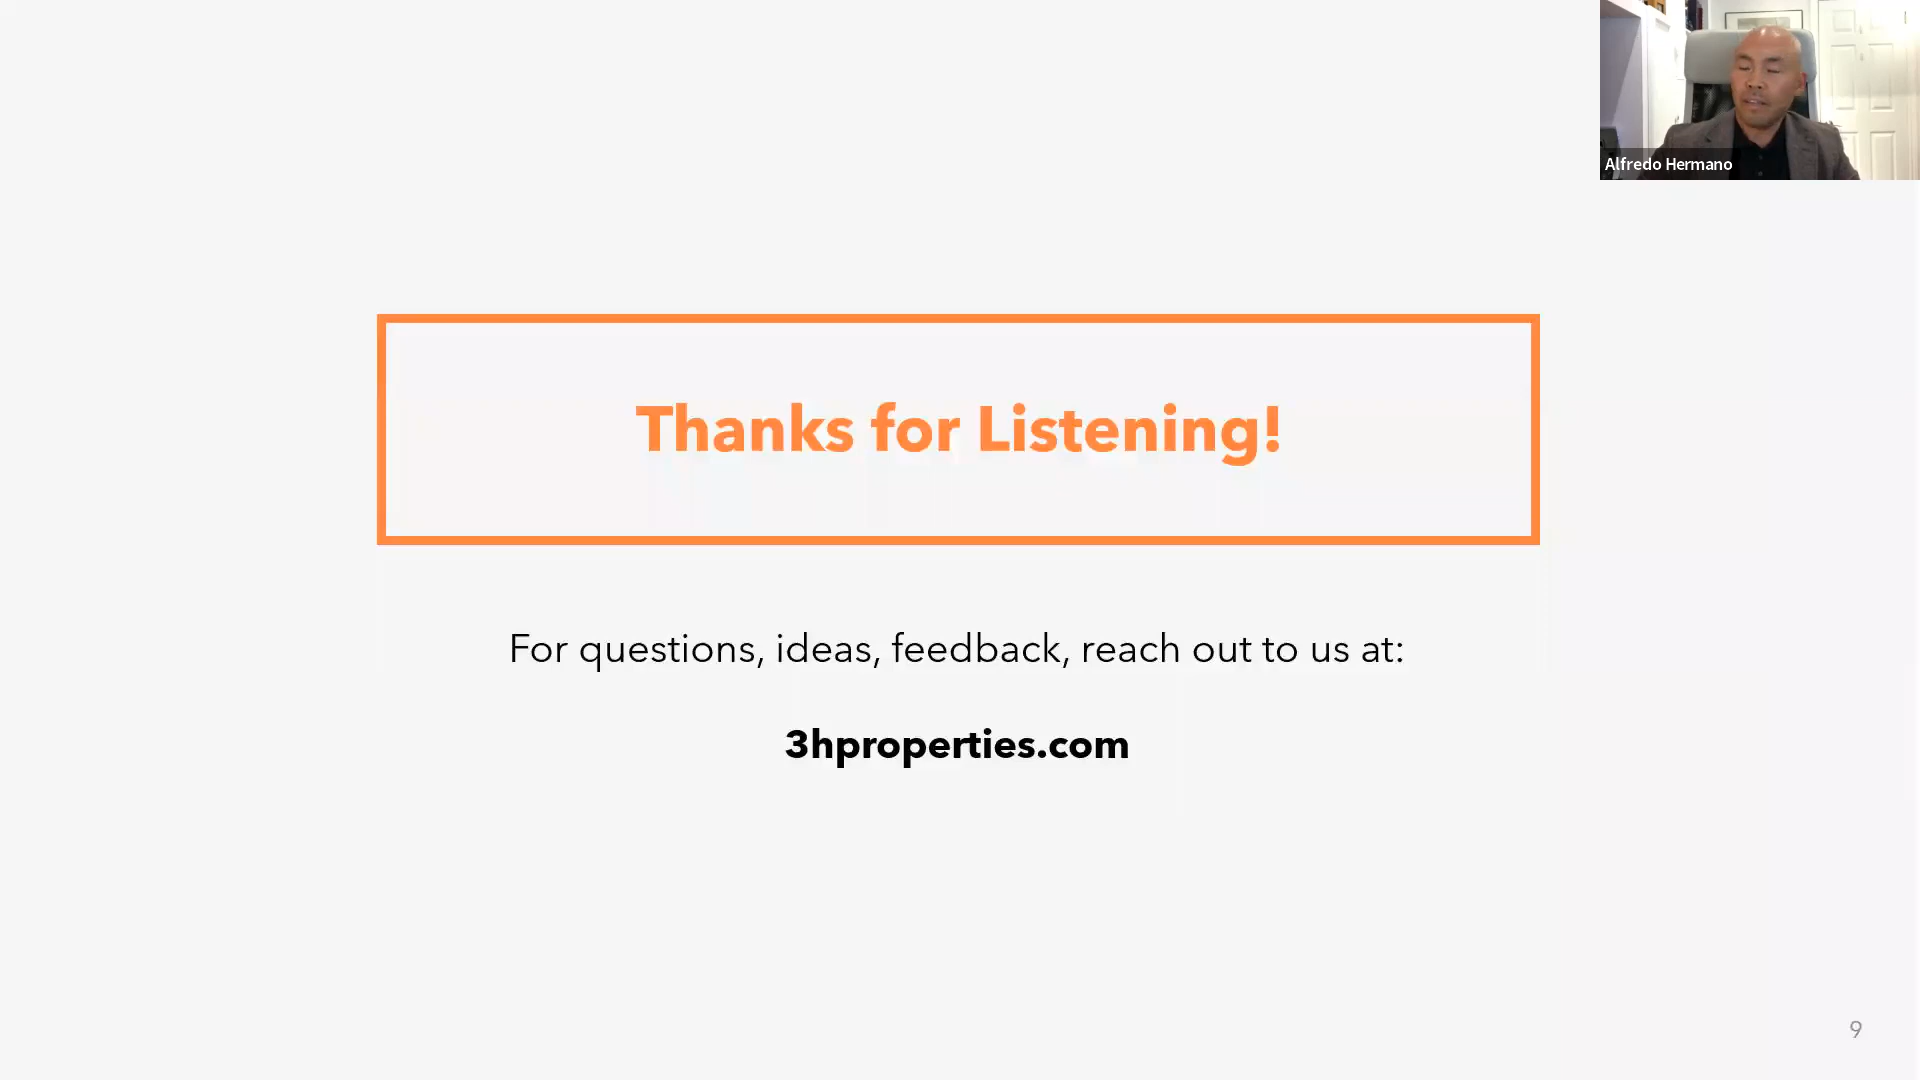 Alfredo Hermano
Thanks for Listening!
For questions, ideas, feedback, reach out to us at:
3hproperties.com
9